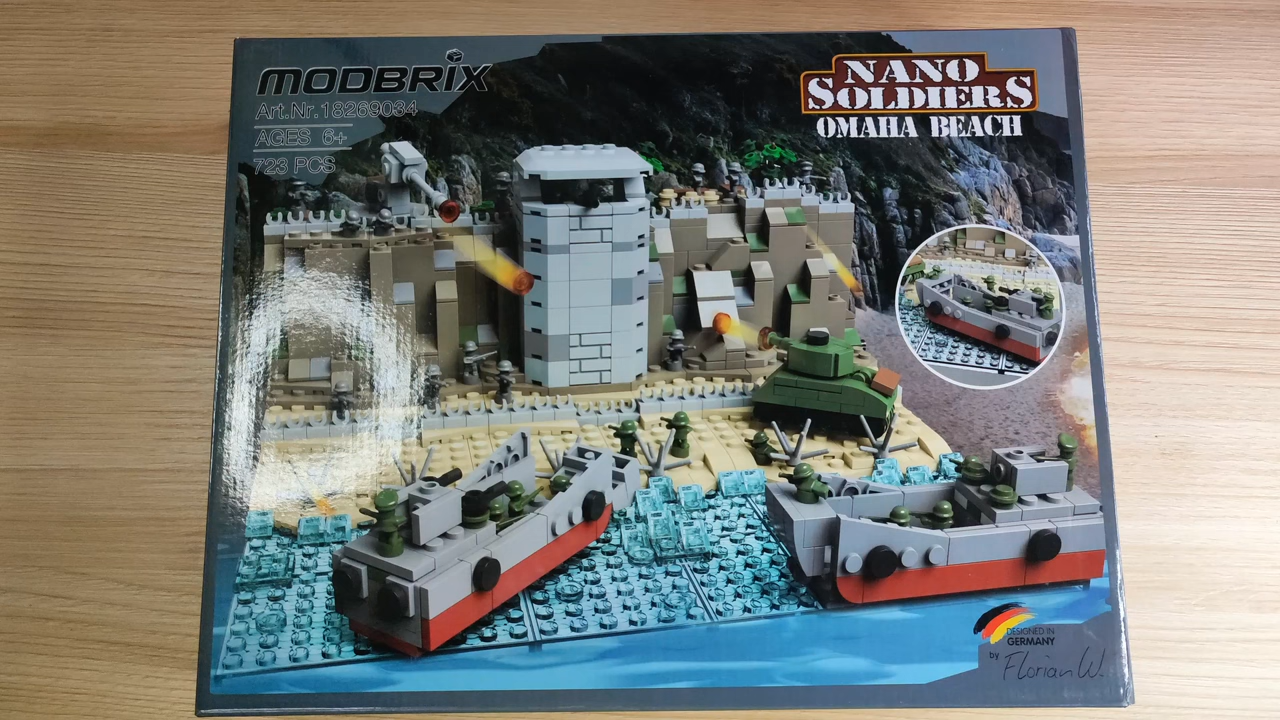 MODBRIX
Art.Nr. 18269034
AGES 6+
723 PCS
NANO
SOLDIERS
OMAHA BEACH
DESIGNED IN
GERMANY
by Florian W.